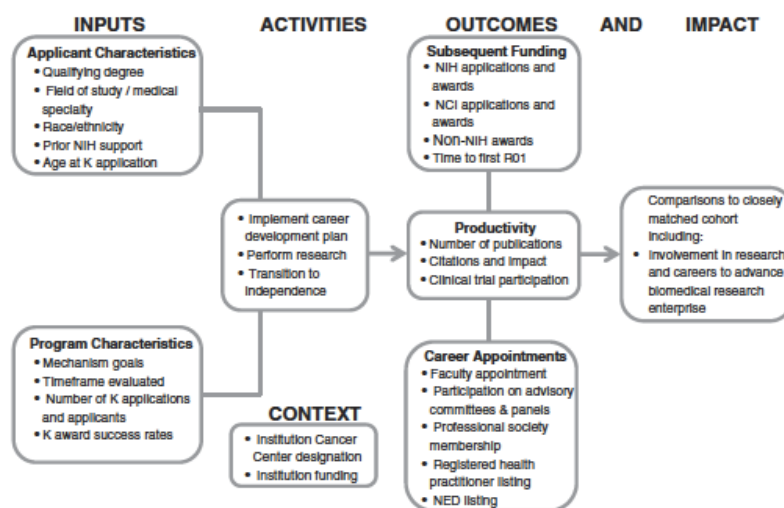 INPUTS ACTIVITIES OUTCOMES AND IMPACT
Applicant Characteristics
• Qualifying degree
• Field of study / medical
specialty
• Race/ethnicity
• Prior NIH support
• Age at K application
Subsequent Funding
• NIH applications and
awards
• NCI applications and
awards
• Non-NIH awards
• Time to first R01
• Implement career
development plan
• Perform research
• Transition to
independence
Productivity
• Number of publications
• Citations and impact
• Clinical trial participation
Comparisons to closely
matched cohort
including:
• Involvement in research
and careers to advance
biomedical research
enterprise
Program Characteristics
• Mechanism goals
• Timeframe evaluated
• Number of K applications
and applicants
• K award success rates
CONTEXT
• Institution Cancer
Center designation
• Institution funding
Career Appointments
• Faculty appointment
• Participation on advisory
committees & panels
• Professional society
membership
• Registered health
practitioner listing
• NED listing